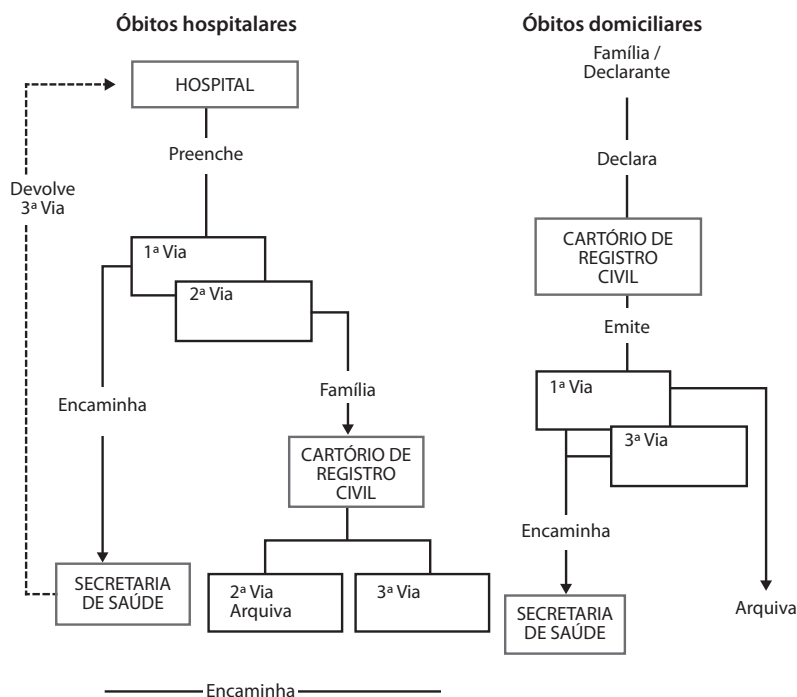 Óbitos hospitalares
HOSPITAL
Preenche
Devolve
3ª Via
1ª Via
2ª Via
Encaminha
Família
CARTÓRIO DE
REGISTRO
CIVIL
SECRETARIA
DE SAÚDE
2ª Via
Arquiva
3ª Via
Encaminha
Óbitos domiciliares
Família /
Declarante
Declara
CARTÓRIO DE
REGISTRO
CIVIL
Emite
1ª Via
3ª Via
Encaminha
SECRETARIA
DE SAÚDE
Arquiva